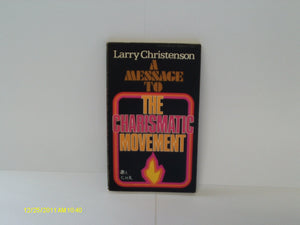 Larry Christenson
A
MESSAGE
TO
THE
CHARISMATIC
MOVEMENT
12/29/2011 AM 10:40